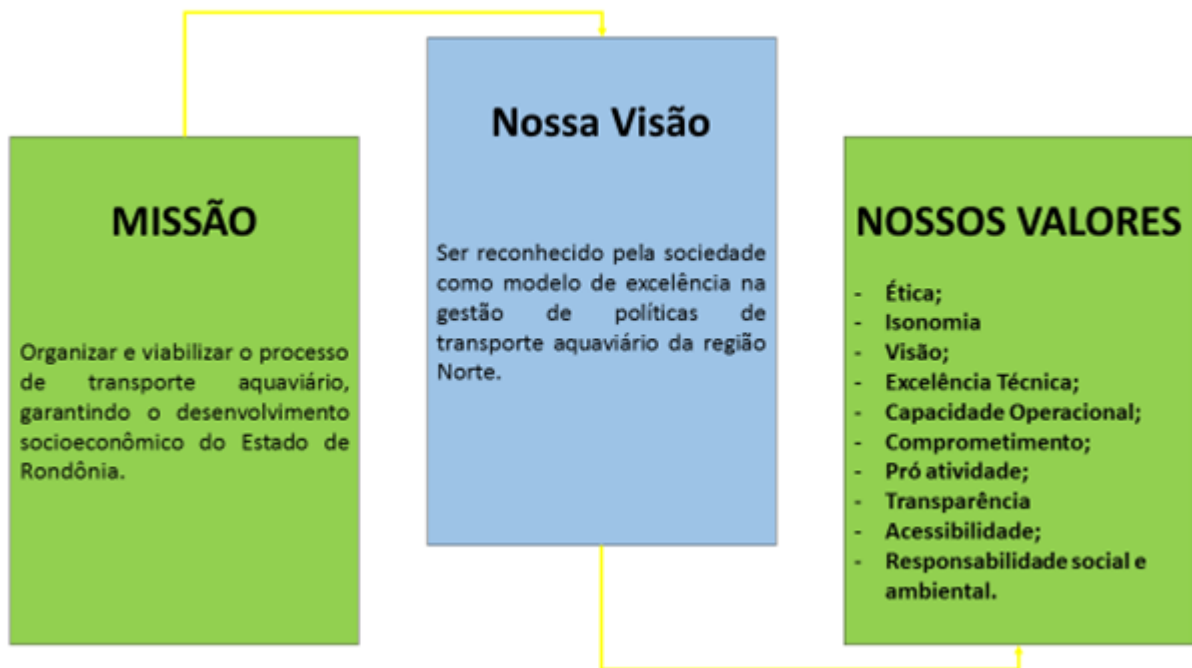 MISSÃO
Organizar e viabilizar o processo
de transporte aquaviário,
garantindo o desenvolvimento
socioeconômico do Estado de
Rondônia.
Nossa Visão
Ser reconhecido pela sociedade
como modelo de excelência na
gestão de políticas de
transporte aquaviário da região
Norte.
NOSSOS VALORES
- Ética;
- Isonomia
- Visão;
- Excelência Técnica;
- Capacidade Operacional;
- Comprometimento;
- Pró atividade;
- Transparência
- Acessibilidade;
- Responsabilidade social e
ambiental.